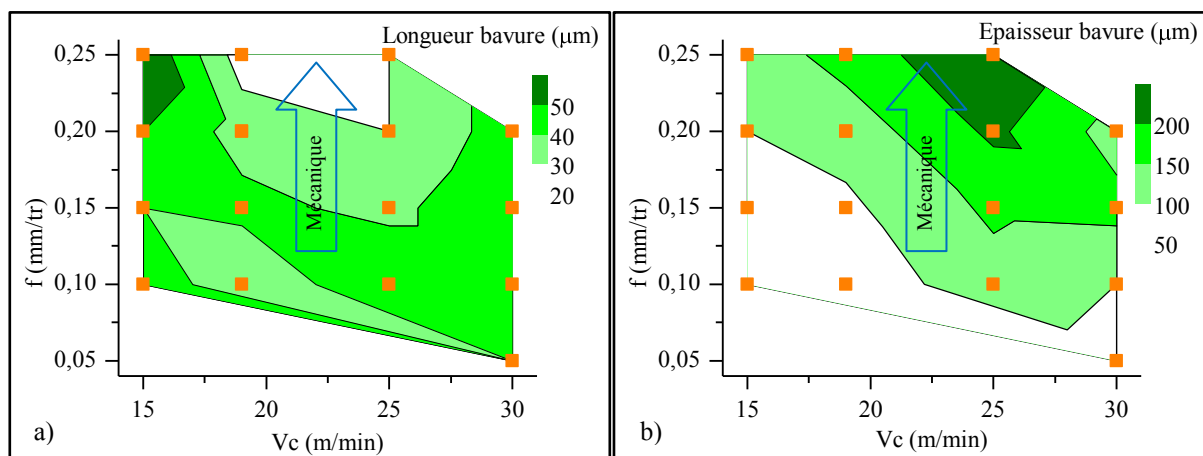 Longueur bavure (μm)
0,25
0,20
0,15
0,10
0,05
f (mm/tr)
Mécanique
50
40
30
20
15
20
25
30
Vc (m/min)
a)
Epaisseur bavure (μm)
0,25
0,20
0,15
0,10
0,05
f (mm/tr)
Mécanique
200
150
100
50
15
20
25
30
Vc (m/min)
b)